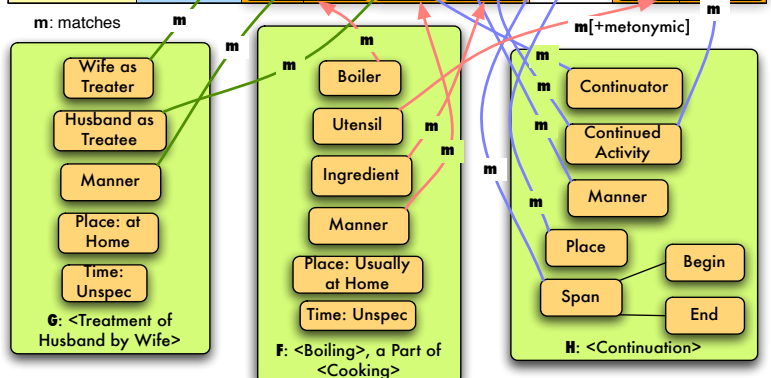 m: matches
m
m
m
Wife as
Treater
Husband as
Treatee
Manner
Place: at
Home
Time:
Unspec
G: <Treatment of
Husband by Wife>
m
Boiler
Utensil
m
m
Ingredient
Manner
Place: Usually
at Home
Time: Unspec
F: <Boiling>, a Part of
<Cooking>
m
m[+metonymic]
m
m
m
m
m
Continuator
Continued
Activity
Manner
Place
Span
Begin
End
H: <Continuation>